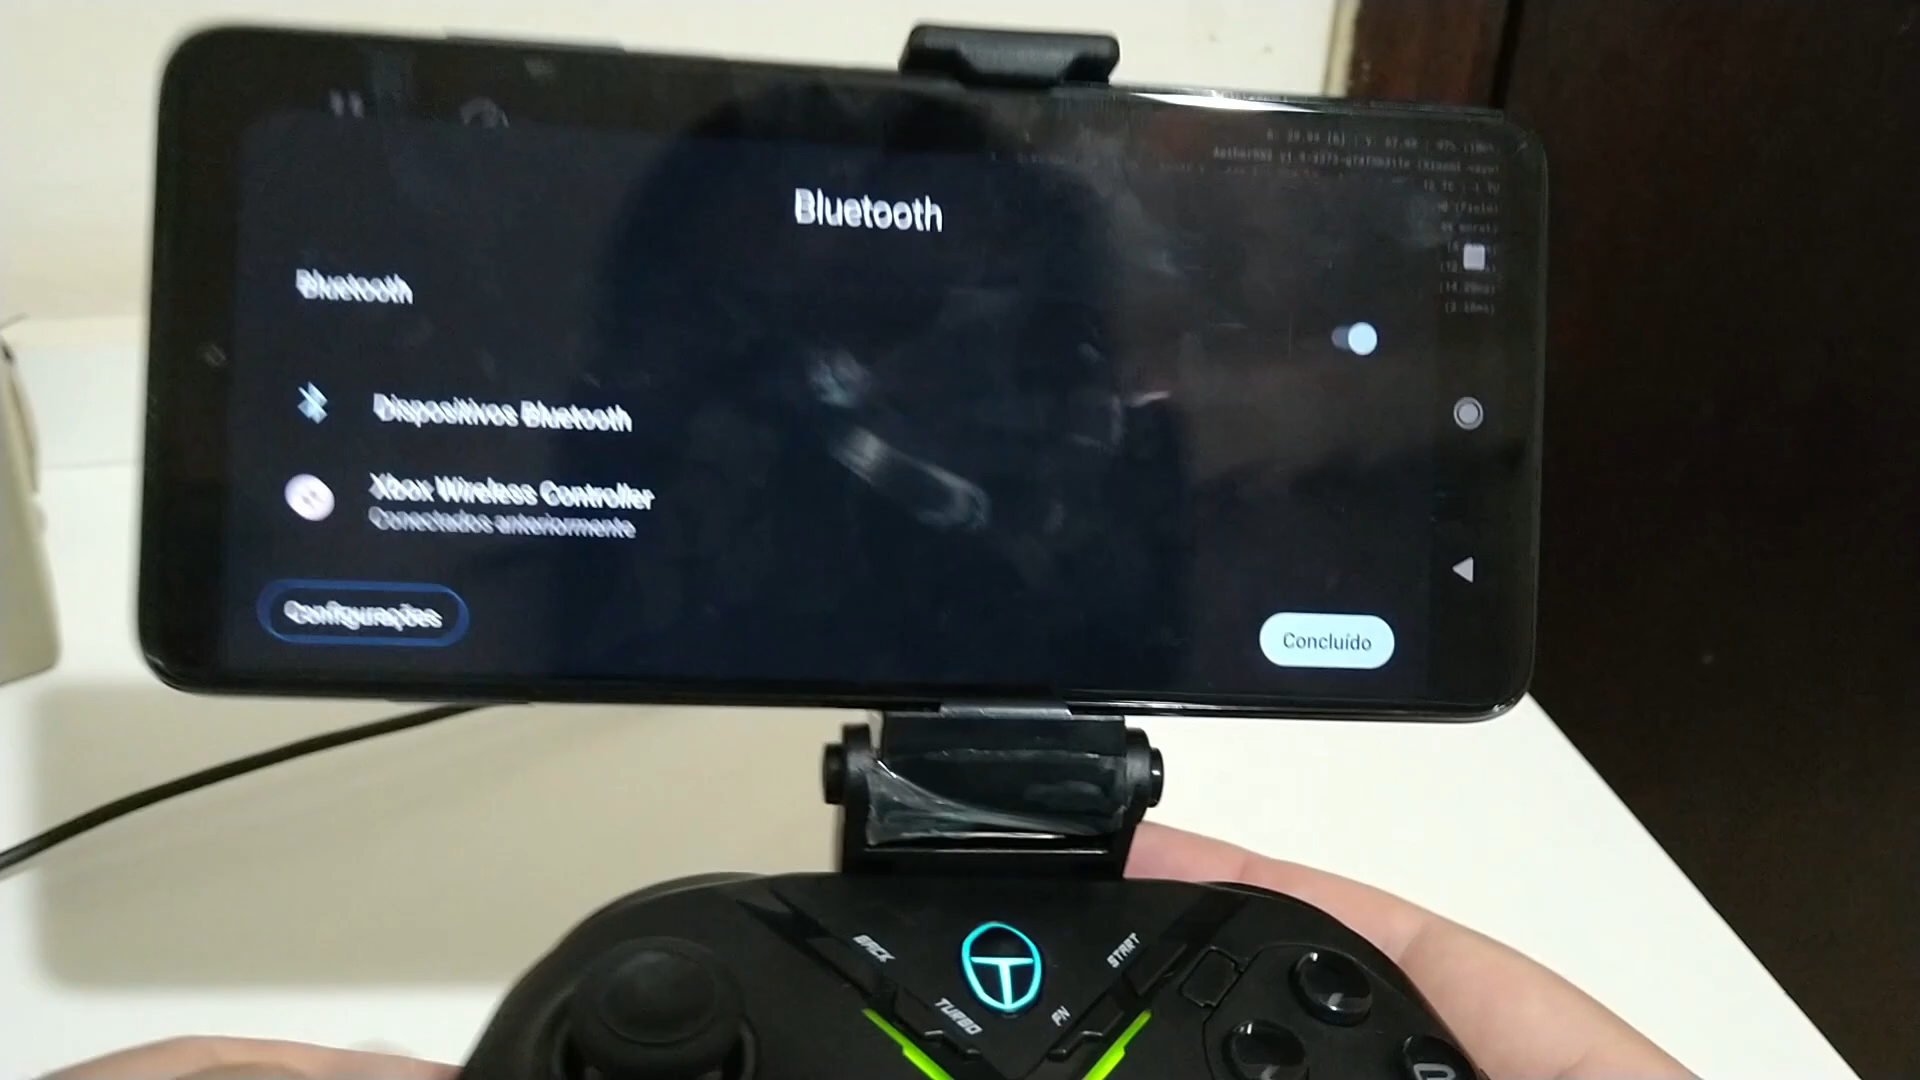 Bluetooth
Bluetooth
Dispositivos Bluetooth
Xbox Wireless Controller
Conectados anteriormente
Configurações
Concluído
BACK
START
TURBO
FN